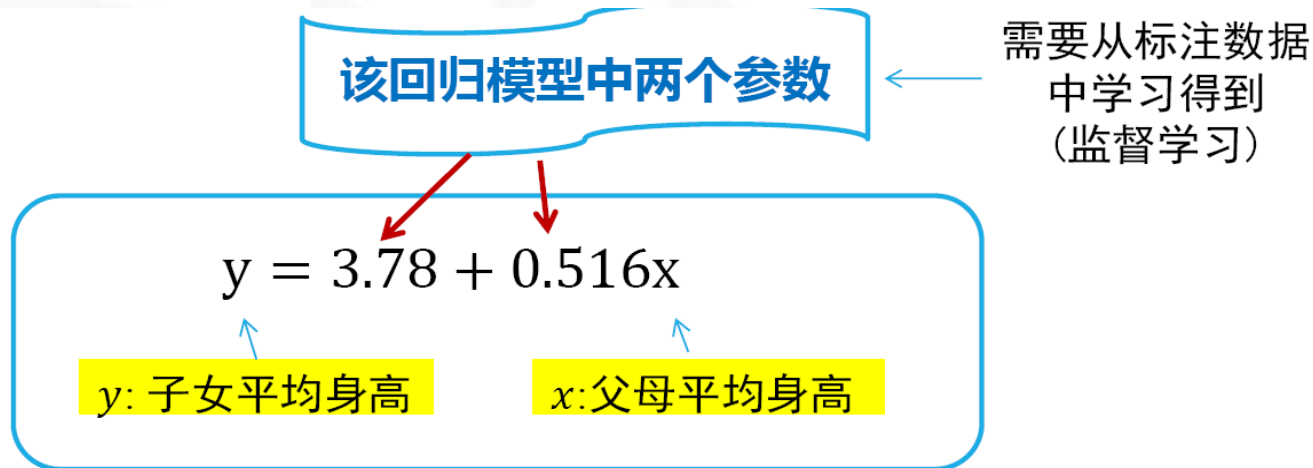 该回归模型中两个参数
需要从标注数据
中学习得到
(监督学习)
y = 3.78 + 0.516x
y: 子女平均身高
x:父母平均身高